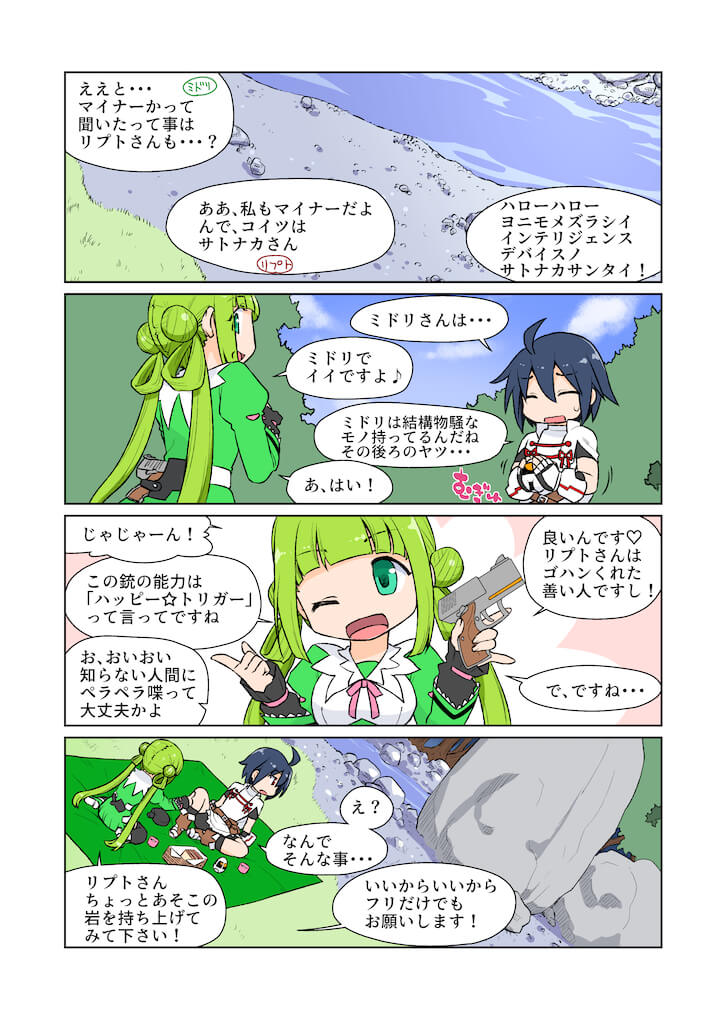 ええと・・・
マイナーかって
聞いたって事は
リプトさんも・・・？
ミドリ
ああ、私もマイナーだよ
んで、コイツは
サトナカさん
リプト
ハローハロー
ヨニモメズラシイ
インテリジェンス
デバイスノ
サトナカサンタイ！
ミドリさんは・・・
ミドリで
イイですよ♪
ミドリは結構物騒な
モノ持ってるんだね
その後ろのヤツ・・・
むぎゅ
あ、はい！
じゃじゃーん！
この銃の能力は
「ハッピー☆トリガー」
って言ってですね
お、おいおい
知らない人間に
ペラペラ喋って
大丈夫かよ
良いんです♡
リプトさんは
ゴハンくれた
善い人ですし！
で、ですね・・・
リプトさん
ちょっとあそこの
岩を持ち上げて
みて下さい！
え？
なんで
そんな事・・・
いいからいいから
フリだけでも
お願いします！